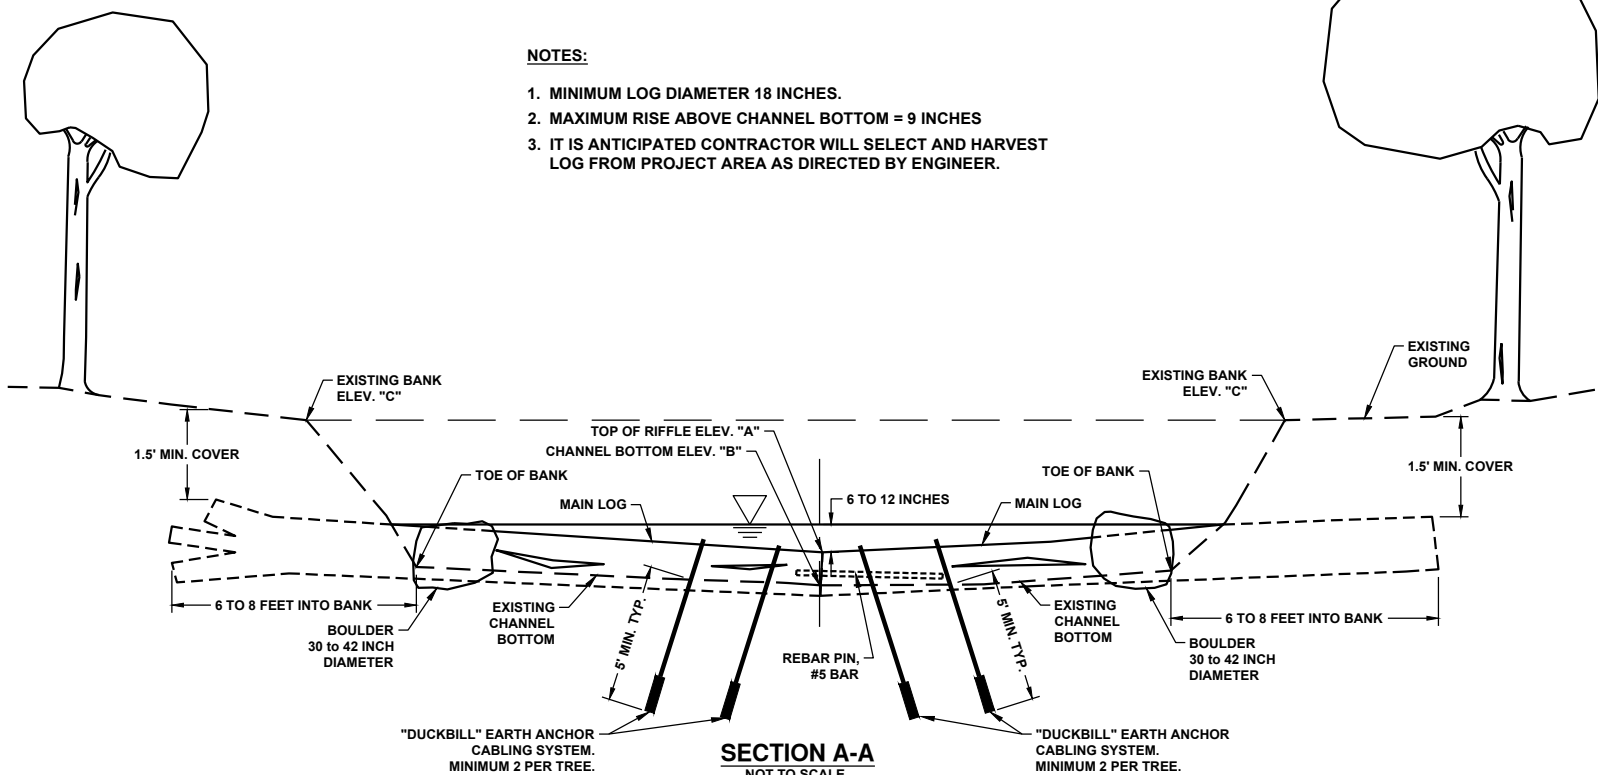 NOTES:
1. MINIMUM LOG DIAMETER 18 INCHES.
2. MAXIMUM RISE ABOVE CHANNEL BOTTOM = 9 INCHES
3. IT IS ANTICIPATED CONTRACTOR WILL SELECT AND HARVEST
LOG FROM PROJECT AREA AS DIRECTED BY ENGINEER.
EXISTING
GROUND
EXISTING BANK
ELEV. "C"
EXISTING BANK
ELEV. "C"
TOP OF RIFFLE ELEV. "A"
CHANNEL BOTTOM ELEV. "B"
1.5' MIN. COVER
TOE OF BANK
TOE OF BANK
1.5' MIN. COVER
MAIN LOG
6 TO 12 INCHES
MAIN LOG
6 TO 8 FEET INTO BANK
EXISTING
CHANNEL
BOTTOM
5' MIN. TYP.
5' MIN. TYP.
EXISTING
CHANNEL
BOTTOM
6 TO 8 FEET INTO BANK
BOULDER
30 to 42 INCH
DIAMETER
REBAR PIN,
#5 BAR
BOULDER
30 to 42 INCH
DIAMETER
"DUCKBILL" EARTH ANCHOR
CABLING SYSTEM.
MINIMUM 2 PER TREE.
SECTION A-A
NOT TO SCALE
"DUCKBILL" EARTH ANCHOR
CABLING SYSTEM.
MINIMUM 2 PER TREE.